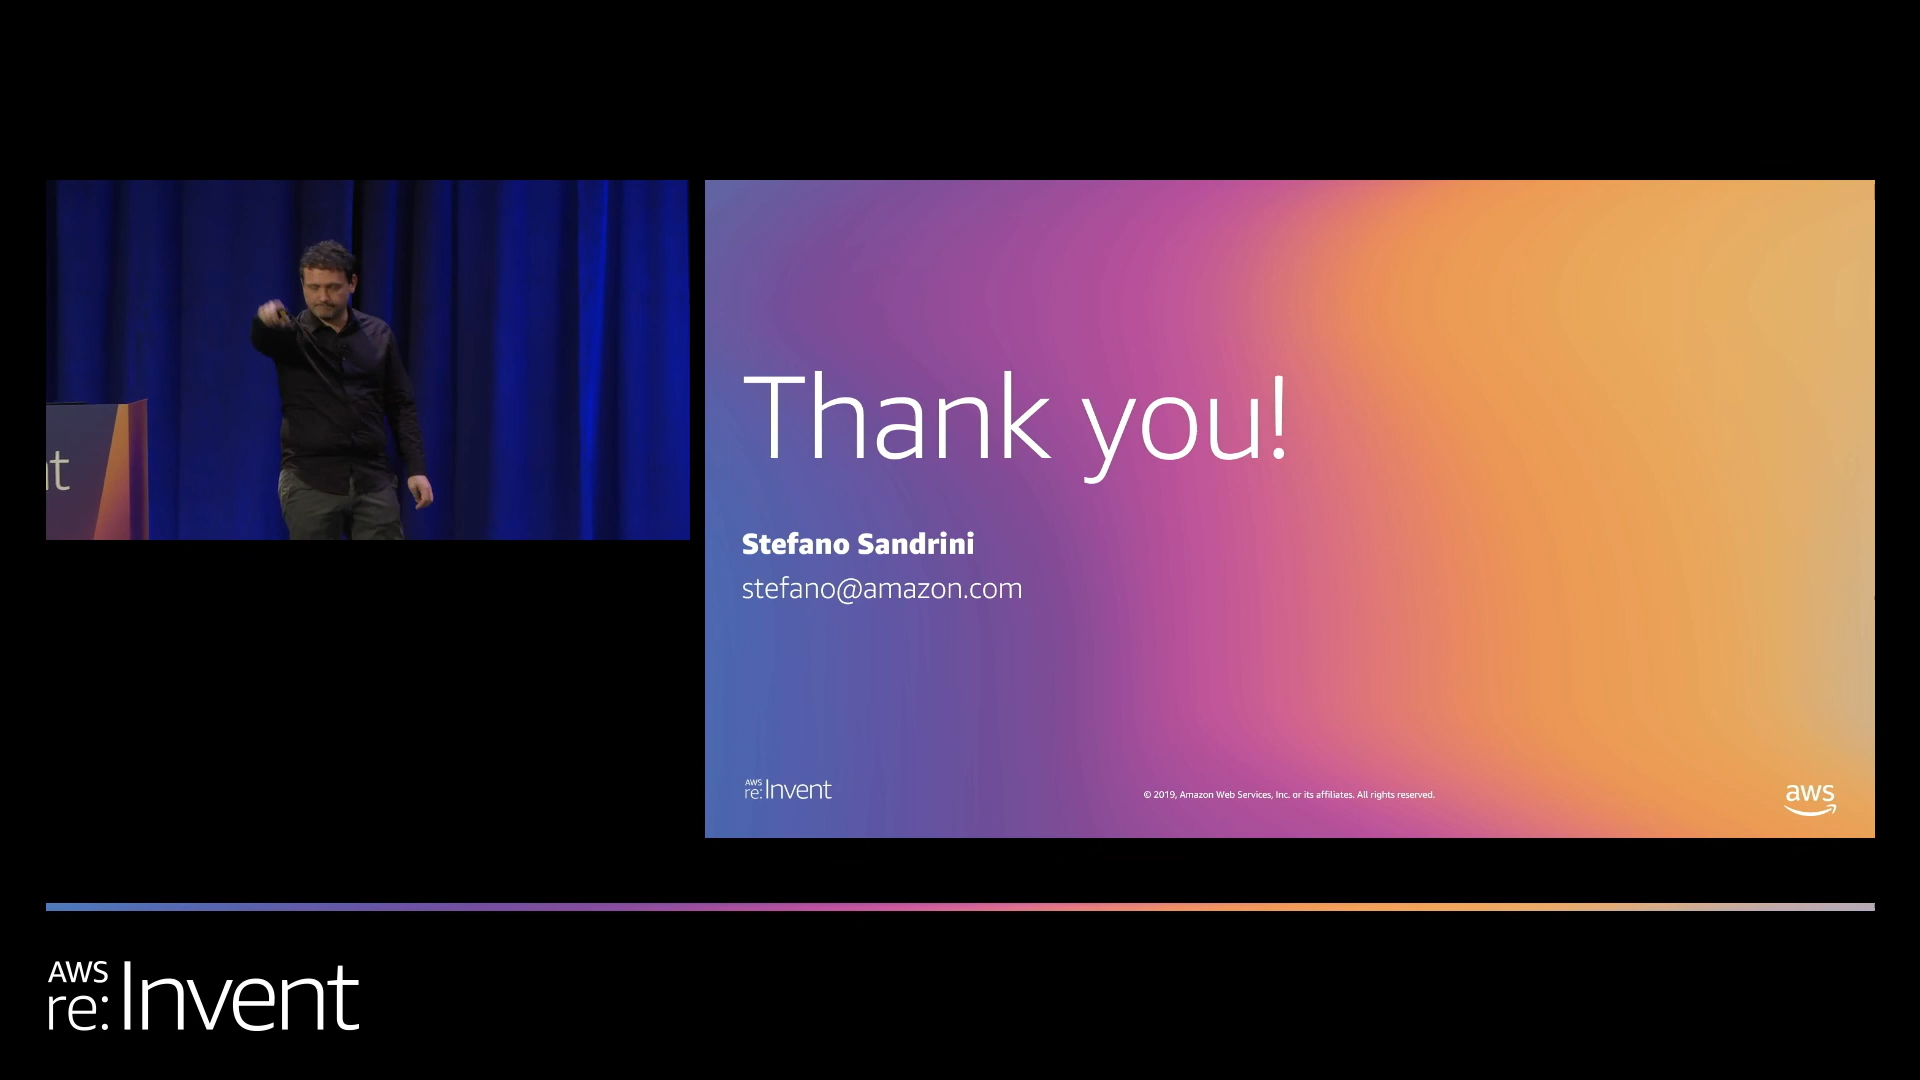 nt
Thank you!
Stefano Sandrini
stefano@amazon.com
AWS
re:Invent
© 2019, Amazon Web Services, Inc. or its affiliates. All rights reserved.
aws
AWS
re:Invent